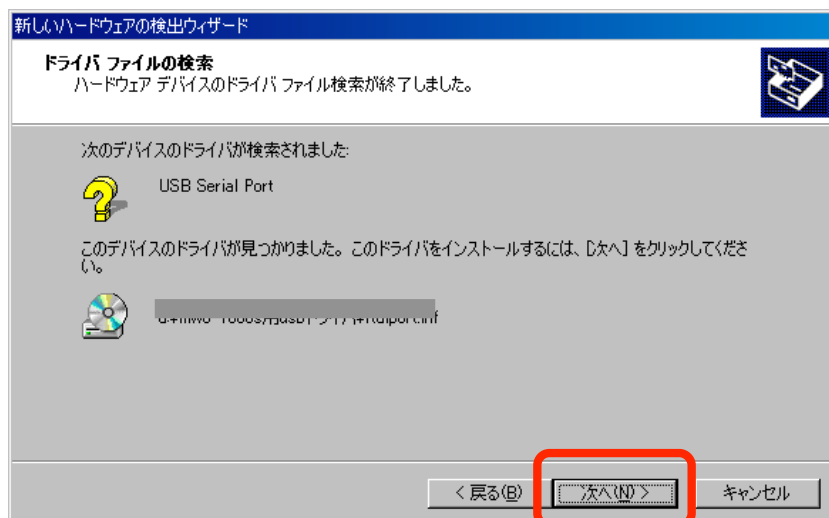 新しいハードウェアの検出ウィザード
ドライバ ファイルの検索
ハードウェア デバイスのドライバ ファイル検索が終了しました。
次のデバイスのドライバが検索されました:
USB Serial Port
このデバイスのドライバが見つかりました。このドライバをインストールするには、[次へ] をクリックしてくださ
い。
< 戻る(B)
次へ(N) >
キャンセル